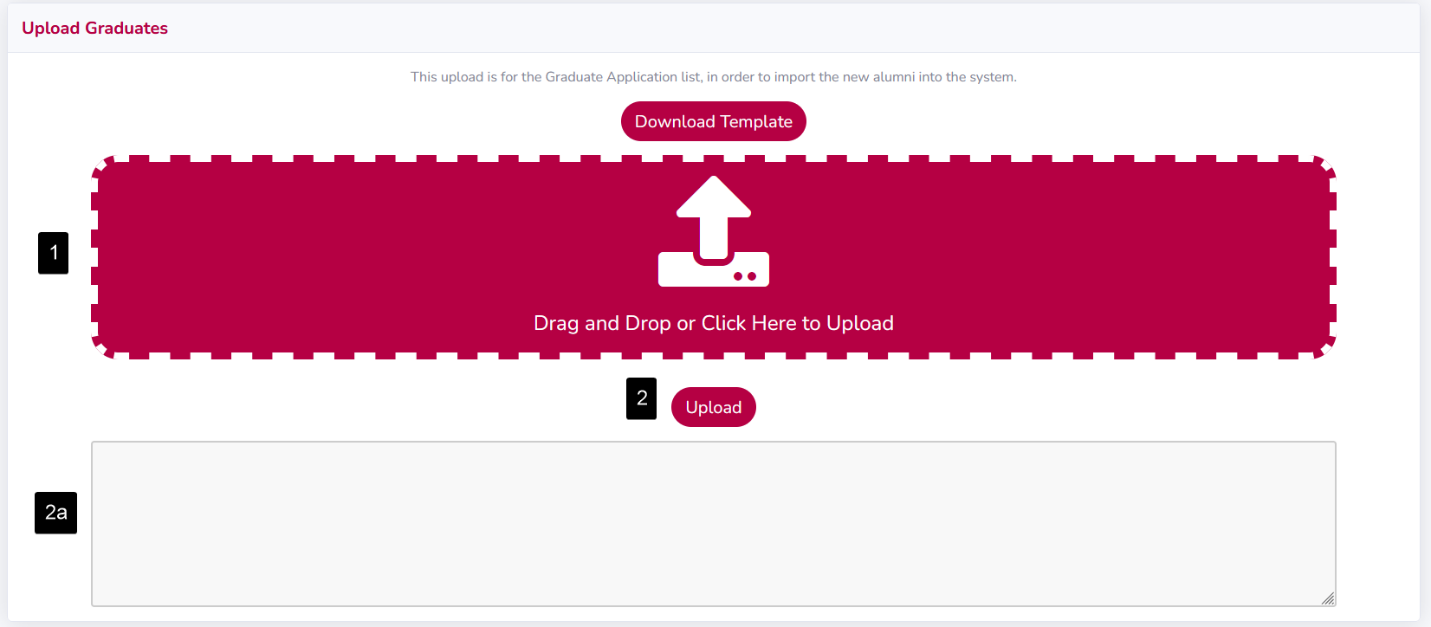 Upload Graduates
This upload is for the Graduate Application list, in order to import the new alumni into the system.
Download Template
1
Drag and Drop or Click Here to Upload
2
Upload
2a